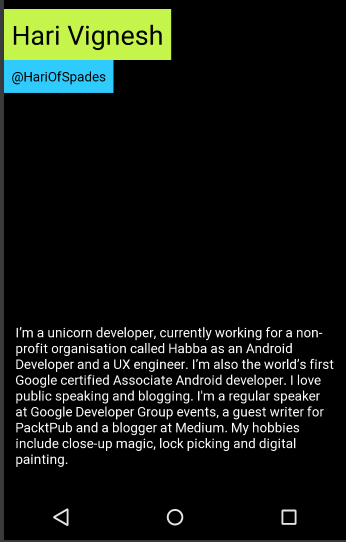 Hari Vignesh
@HariOfSpades
I’m a unicorn developer, currently working for a non-
profit organisation called Habba as an Android
Developer and a UX engineer. I’m also the world’s first
Google certified Associate Android developer. I love
public speaking and blogging. I'm a regular speaker
at Google Developer Group events, a guest writer for
PacktPub and a blogger at Medium. My hobbies
include close-up magic, lock picking and digital
painting.